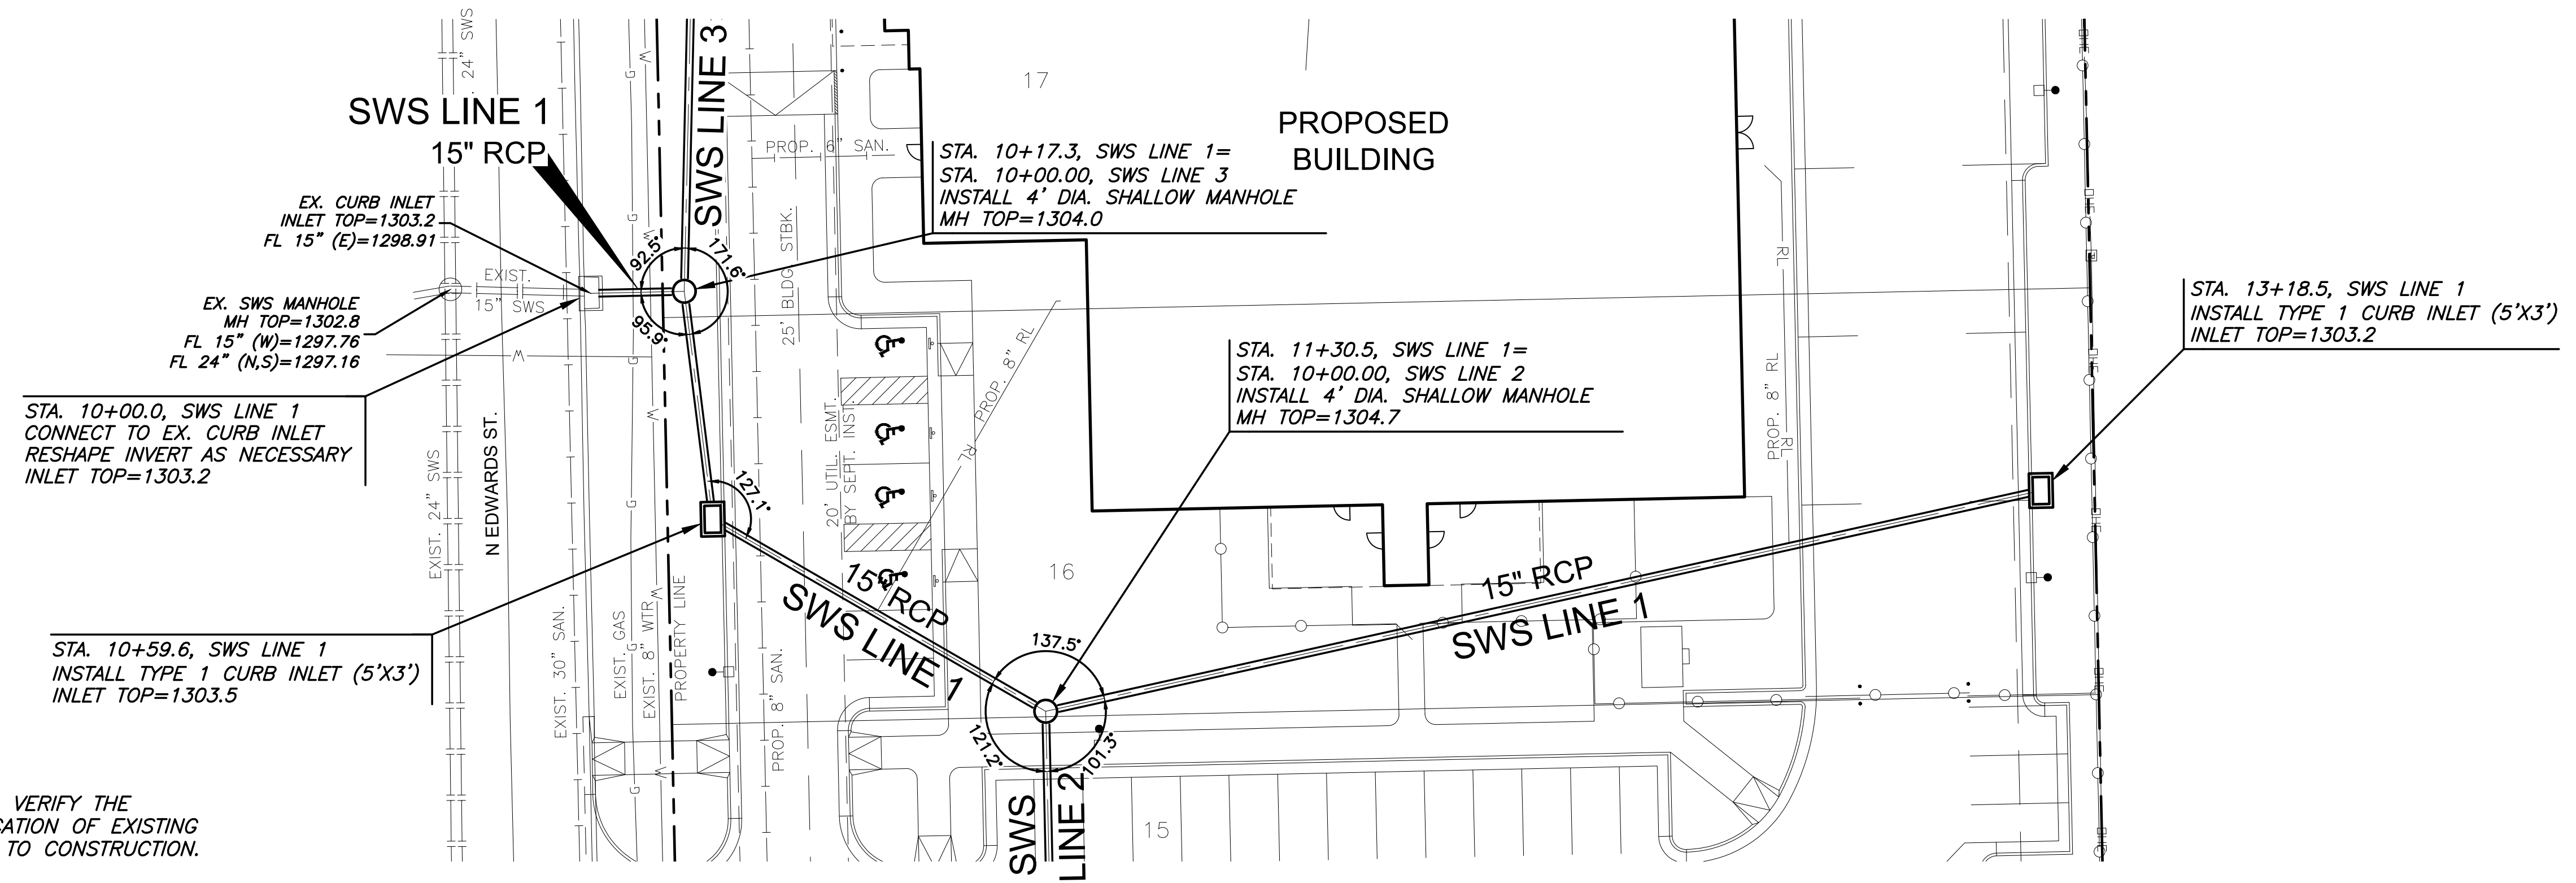 24" SWS
SWS LINE 1
15" RCP
SWS LINE 3
17
PROPOSED
BUILDING
PROP. 6" SAN.
STA. 10+17.3, SWS LINE 1=
STA. 10+00.00, SWS LINE 3
INSTALL 4' DIA. SHALLOW MANHOLE
MH TOP=1304.0
EX. CURB INLET
INLET TOP=1303.2
FL 15" (E)=1298.91
92.5°
171.6°
95.9°
EXIST.
15" SWS
25' BLDG STBK.
EX. SWS MANHOLE
MH TOP=1302.8
FL 15" (W)=1297.76
FL 24" (N,S)=1297.16
STA. 13+18.5, SWS LINE 1
INSTALL TYPE 1 CURB INLET (5'X3')
INLET TOP=1303.2
STA. 11+30.5, SWS LINE 1=
STA. 10+00.00, SWS LINE 2
INSTALL 4' DIA. SHALLOW MANHOLE
MH TOP=1304.7
PROP. 8" RL
RL
RL
PROP. 8" RL
RL
STA. 10+00.0, SWS LINE 1
CONNECT TO EX. CURB INLET
RESHAPE INVERT AS NECESSARY
INLET TOP=1303.2
EXIST. 24" SWS
N EDWARDS ST.
20' UTIL. ESMT.
BY SEPT. INST.
127.1°
16
15" RCP
SWS LINE 1
15" RCP
SWS LINE 1
137.5°
121.2°
101.3°
EXIST. 30" SAN.
EXIST. GAS
EXIST. 8" WTR
PROPERTY LINE
PROP. 8" SAN.
STA. 10+59.6, SWS LINE 1
INSTALL TYPE 1 CURB INLET (5'X3')
INLET TOP=1303.5
SWS
LINE 2
15
VERIFY THE
CATION OF EXISTING
TO CONSTRUCTION.
G
G
G
G
G
G
W
W
W
W
W
W